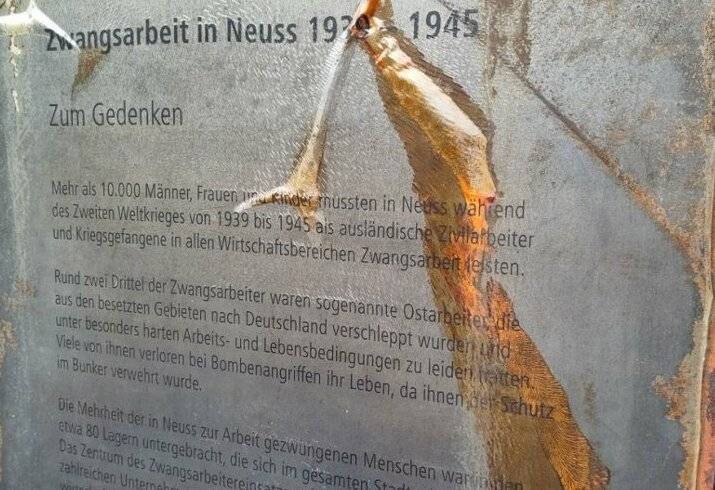 Zwangsarbeit in Neuss 1939 – 1945
Zum Gedenken
Mehr als 10.000 Männer, Frauen und Kinder mussten in Neuss während
des Zweiten Weltkrieges von 1939 bis 1945 als ausländische Zivilarbeiter
und Kriegsgefangene in allen Wirtschaftsbereichen Zwangsarbeit leisten.
Rund zwei Drittel der Zwangsarbeiter waren sogenannte Ostarbeiter, die
aus den besetzten Gebieten nach Deutschland verschleppt wurden und
unter besonders harten Arbeits- und Lebensbedingungen zu leiden hatten.
Viele von ihnen verloren bei Bombenangriffen ihr Leben, da ihnen der Schutz
im Bunker verwehrt wurde.
Die Mehrheit der in Neuss zur Arbeit gezwungenen Menschen war in den
etwa 80 Lagern untergebracht, die sich im gesamten
Das Zentrum des Zwangsarbeitereinsatz
zahlreichen